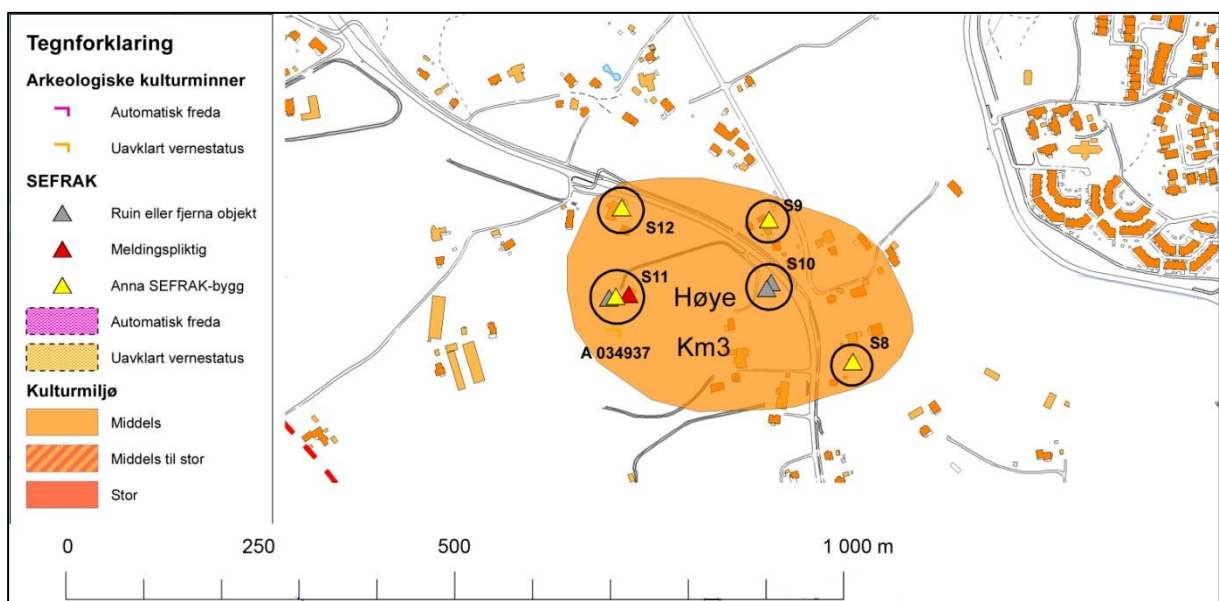 Tegnforklaring
Arkeologiske kulturminner
Automatisk freda
Uavklart vernestatus
SEFRAK
Ruin eller fjerna objekt
Meldingspliktig
Anna SEFRAK-bygg
Automatisk freda
Uavklart vernestatus
Kulturmiljø
Middels
Middels til stor
Stor
S9
S12
S10
S11
Høye
Km3
A 034937
S8
0 250 500 1 000 m